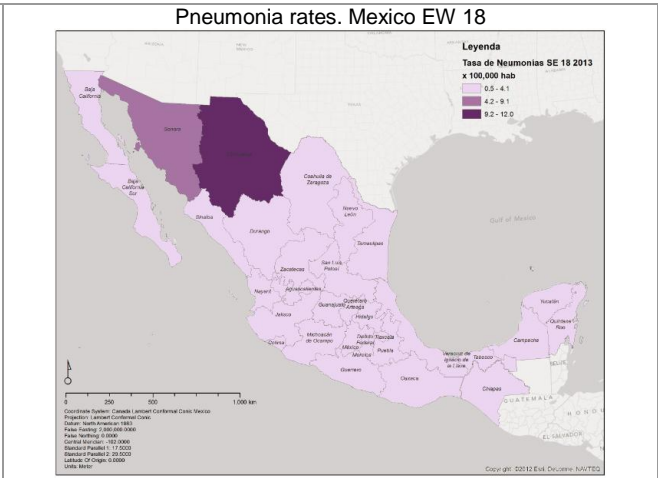 Pneumonia rates. Mexico EW 18
Leyenda
Tasa de Neumonias SE 18 2013
x 100,000 hab
0.5 - 4.1
4.2 - 9.1
9.2 - 12.0
Baja
California
Sonora
Coahuila de
Zaragoza
Baja
California
Sur
Nuevo
León
Sinaloa
Gulf of Mexico
Durango
Tamaulipas
Zacatecas
San Luis
Potosí
Nayarit
Aguascalientes
Yucatán
Guanajuato
Querétaro
Arteaga
Quintana
Roo
Jalisco
Hidalgo
Campeche
Colima
Michoacán
de Ocampo
Distrito
Federal
Tlaxcala
México
Puebla
Morelos
Veracruz de
Ignacio de
la Llave
Tabasco
BELIZE
Guerrero
Oaxaca
Chiapas
GUATEMALA
HONDU
EL SALVADOR
0 250 500 1,000 km
Coordinate System: Canada Lambert Conformal Conic Mexico
Projection: Lambert Conformal Conic
Datum: North American 1983
False Easting: 2,000,000.0000
False Northing: 0.0000
Central Meridian: -102.0000
Standard Parallel 1: 17.5000
Standard Parallel 2: 29.5000
Latitude Of Origin: 0.0000
Units: Meter
Copyright: ©2012 Esri, DeLorme, NAVTEQ